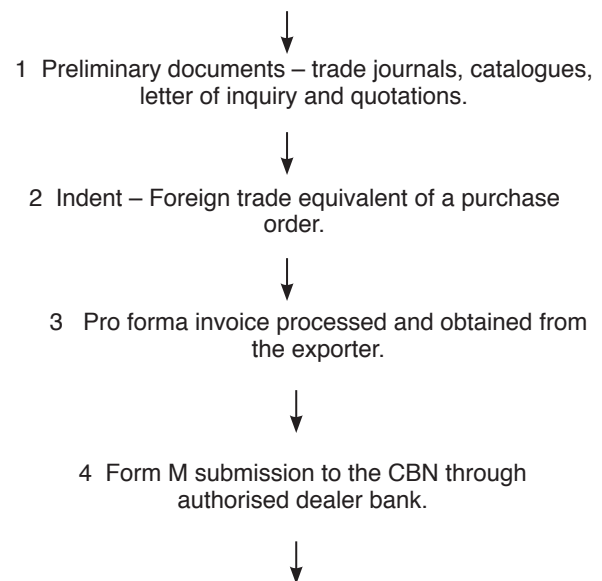 1 Preliminary documents – trade journals, catalogues,
letter of inquiry and quotations.
2 Indent – Foreign trade equivalent of a purchase
order.
3 Pro forma invoice processed and obtained from
the exporter.
4 Form M submission to the CBN through
authorised dealer bank.